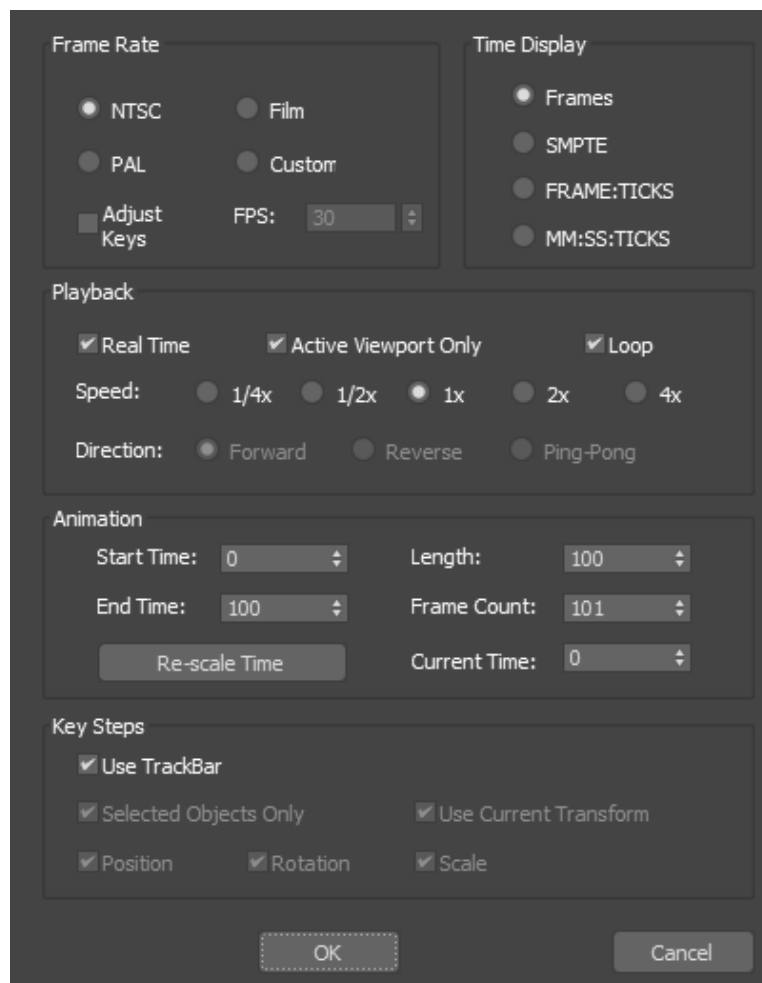 Frame Rate
Time Display
NTSC Film
PAL Custom
Adjust
Keys
FPS: 30
Frames
SMPTE
FRAME:TICKS
MM:SS:TICKS
Playback
Real Time Active Viewport Only Loop
Speed: 1/4x 1/2x 1x 2x 4x
Direction: Forward Reverse Ping-Pong
Animation
Start Time: 0 Length: 100
End Time: 100 Frame Count: 101
Re-scale Time Current Time: 0
Key Steps
Use TrackBar
Selected Objects Only Use Current Transform
Position Rotation Scale
OK Cancel